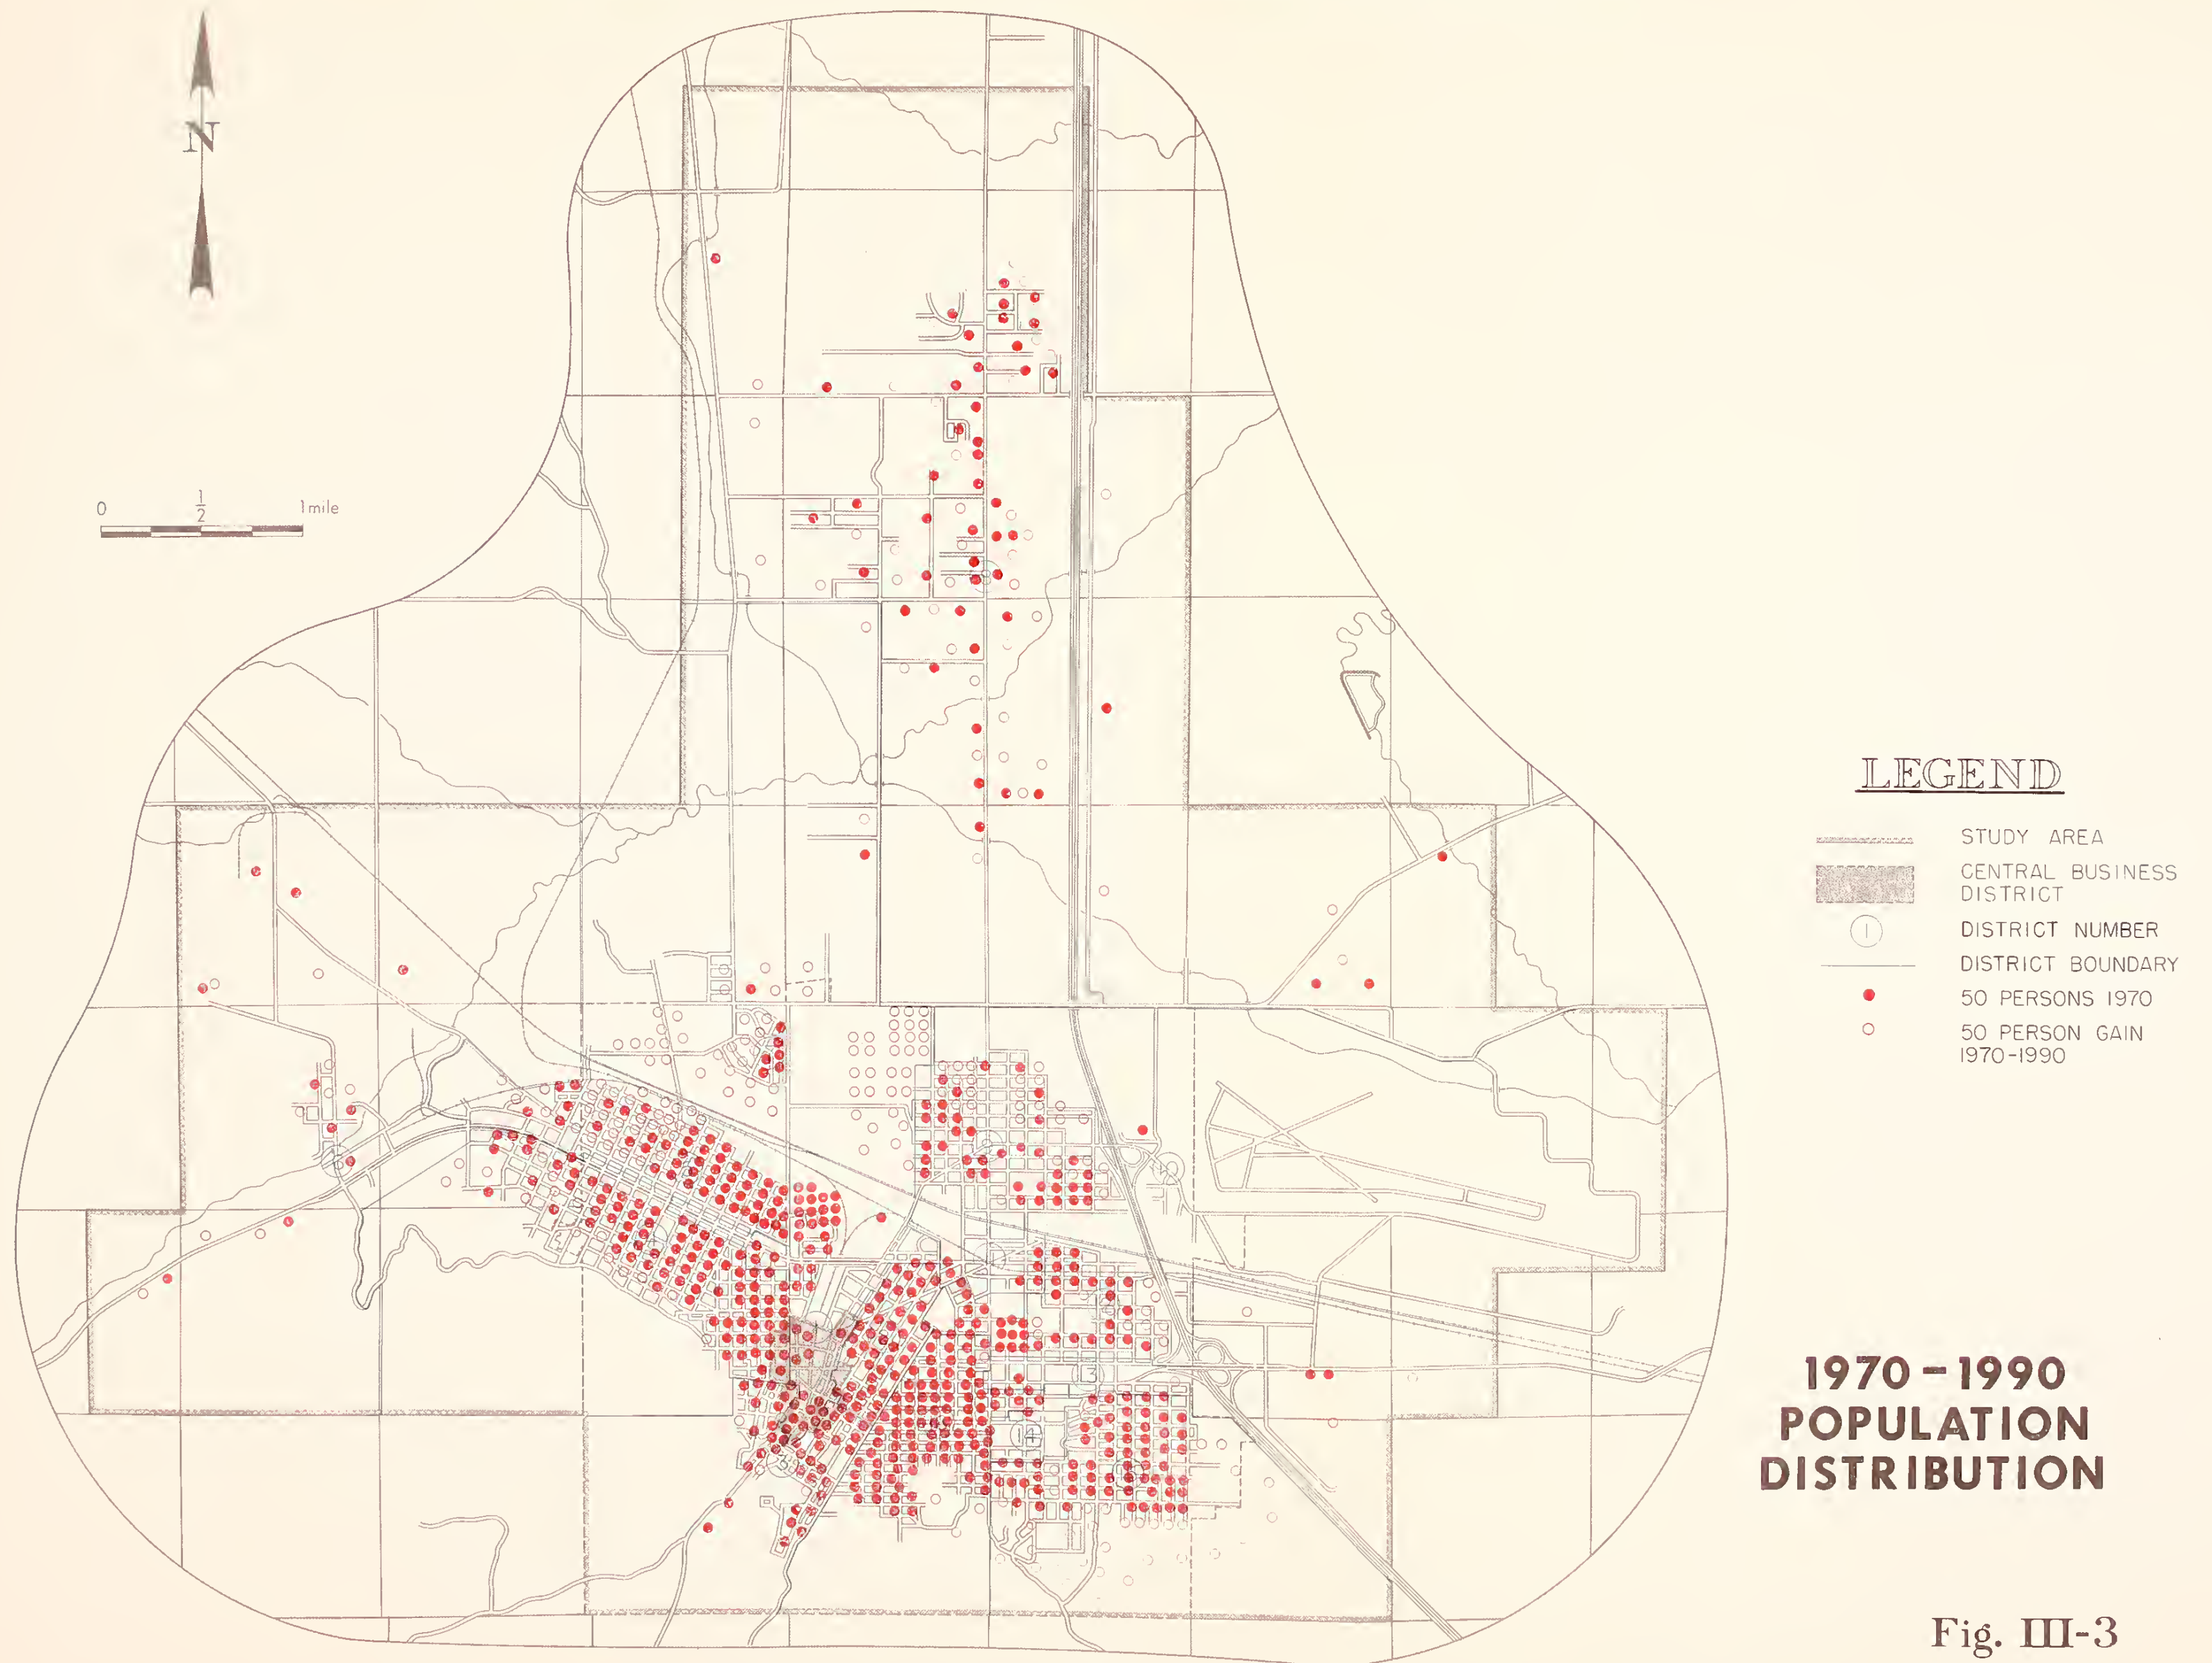 N
0 1/2 1 mile
LEGEND
STUDY AREA
CENTRAL BUSINESS
DISTRICT
1
DISTRICT NUMBER
DISTRICT BOUNDARY
50 PERSONS 1970
50 PERSON GAIN
1970-1990
1970-1990
POPULATION
DISTRIBUTION
Fig. III-3